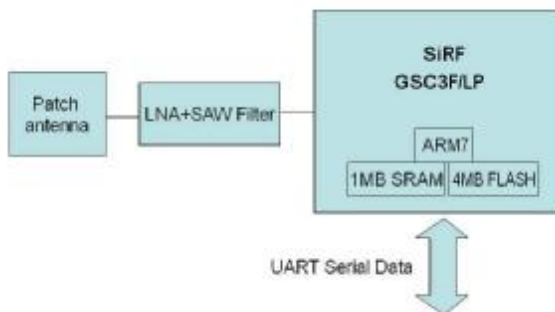 SiRF
GSC3F/LP
Patch
antenna
LNA+SAW Filter
ARM7
1MB SRAM
4MB FLASH
UART Serial Data